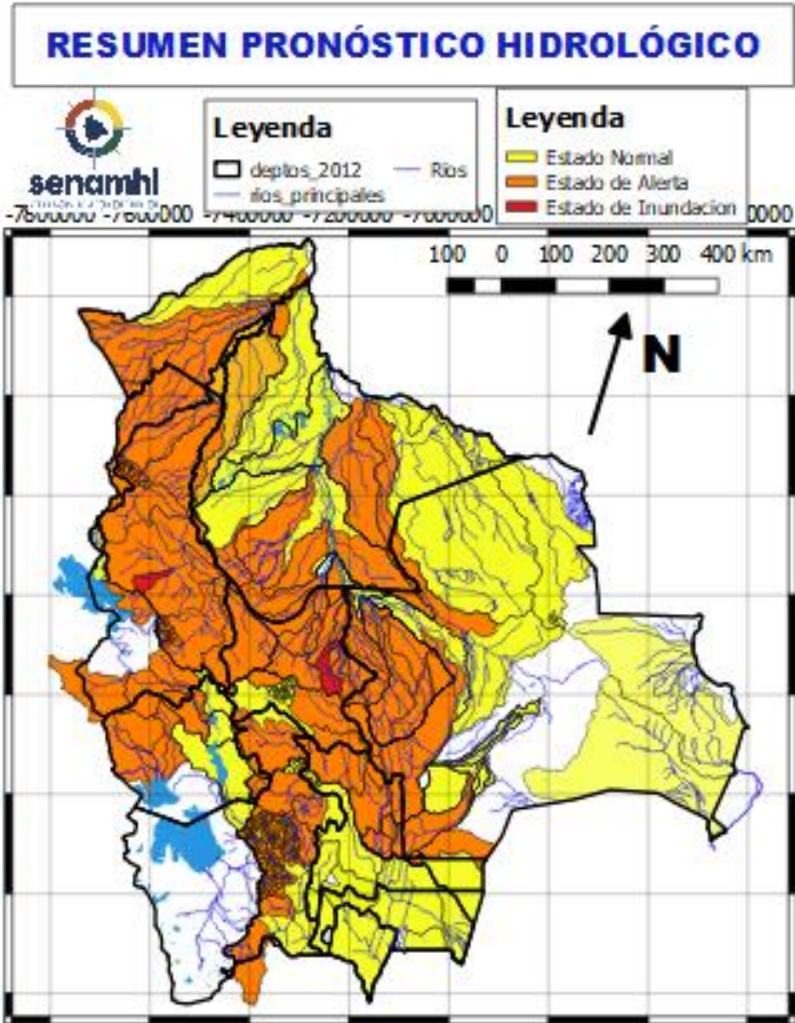 RESUMEN PRONÓSTICO HIDROLÓGICO
senamhi
Leyenda
deptos_2012
Rios
rios_principales
Leyenda
Estado Normal
Estado de Alerta
Estado de Inundacion
-7600000 -7400000 -7200000 -7000000
100 0 100 200 300 400 km
N